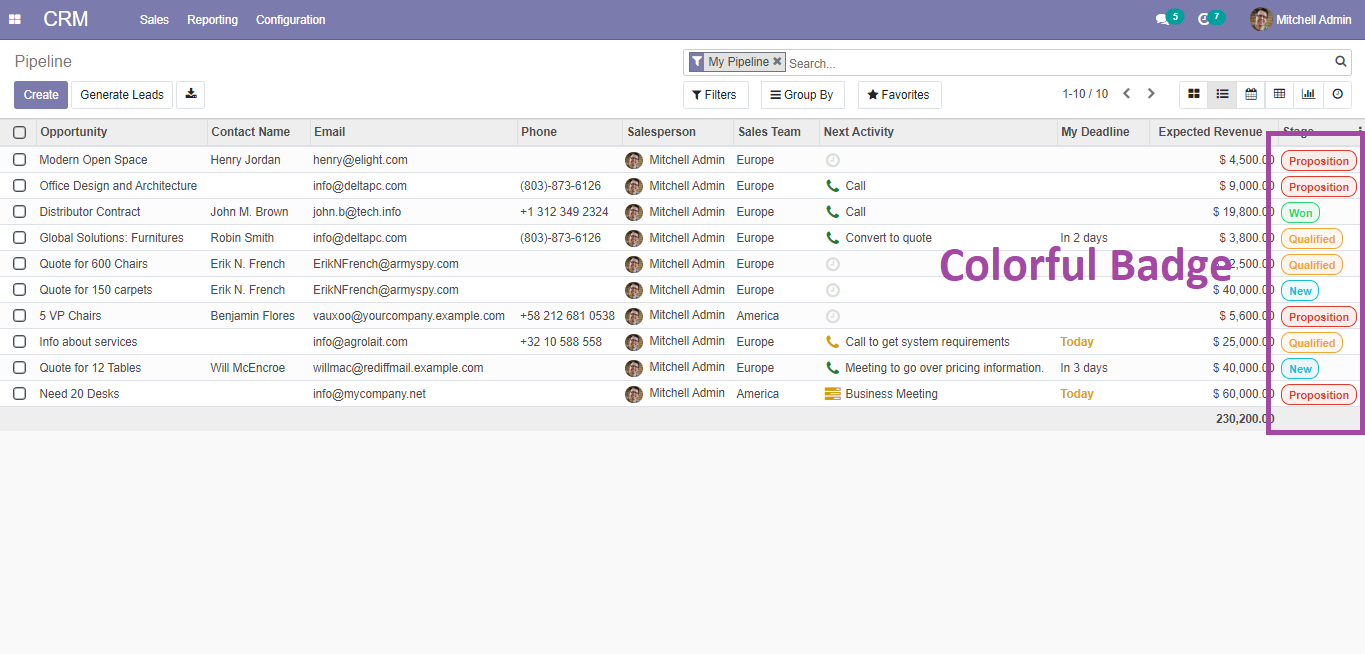 CRM Sales Reporting Configuration 5 7 Mitchell Admin
Pipeline My Pipeline Search...
Create Generate Leads Filters Group By Favorites 1-10 / 10
Opportunity Contact Name Email Phone Salesperson Sales Team Next Activity My Deadline Expected Revenue Stage
Modern Open Space Henry Jordan henry@elight.com Mitchell Admin Europe $ 4,500.00 Proposition
Office Design and Architecture info@deltapc.com (803)-873-6126 Mitchell Admin Europe Call $ 9,000.00 Proposition
Distributor Contract John M. Brown john.b@tech.info +1 312 349 2324 Mitchell Admin Europe Call $ 19,800.00 Won
Global Solutions: Furnitures Robin Smith info@deltapc.com (803)-873-6126 Mitchell Admin Europe Convert to quote In 2 days $ 3,800.00 Qualified
Quote for 600 Chairs Erik N. French ErikNFrench@armyspy.com Mitchell Admin Europe Qualified
Colorful Badge
Quote for 150 carpets Erik N. French ErikNFrench@armyspy.com Mitchell Admin Europe $ 40,000.00 New
5 VP Chairs Benjamin Flores vauxoo@yourcompany.example.com +58 212 681 0538 Mitchell Admin America $ 5,600.00 Proposition
Info about services info@agrolait.com +32 10 588 558 Mitchell Admin Europe Call to get system requirements Today $ 25,000.00 Qualified
Quote for 12 Tables Will McEncroe willmac@rediffmail.example.com Mitchell Admin Europe Meeting to go over pricing information. In 3 days $ 40,000.00 New
Need 20 Desks info@mycompany.net Mitchell Admin America Business Meeting Today $ 60,000.00 Proposition
230,200.00